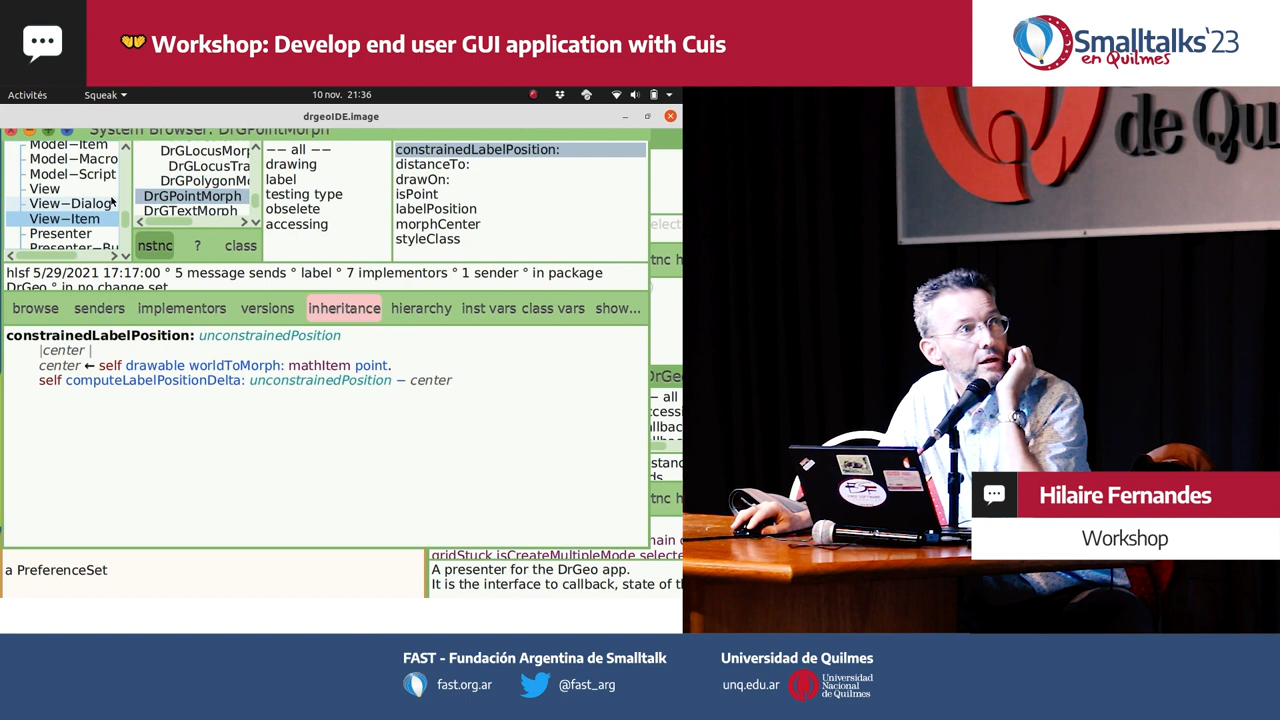 Workshop: Develop end user GUI application with Cuis
Smalltalks'23
en Quilmes
Activités
Squeak
10 nov. 21:36
drgeoIDE.image
System Browser: DrGPointMorph
Model-Item
Model-Macro
Model-Script
View
View-Dialog
View-Item
Presenter
Presenter-Bu
DrGLocusMorp
DrGLocusTra
DrGPolygonMo
DrGPointMorph
DrGTextMorph
-- all --
drawing
label
testing type
obselete
accessing
constrainedLabelPosition:
distanceTo:
drawOn:
isPoint
labelPosition
morphCenter
styleClass
nstnc
?
class
hlsf 5/29/2021 17:17:00 ° 5 message sends ° label ° 7 implementors ° 1 sender ° in package
DrGeo ° in no change set
browse senders implementors versions inheritance hierarchy inst vars class vars show...
constrainedLabelPosition: unconstrainedPosition
|center |
center ← self drawable worldToMorph: mathItem point.
self computeLabelPositionDelta: unconstrainedPosition − center
a PreferenceSet
gridStuck isCreateMultipleMode selecte
A presenter for the DrGeo app.
It is the interface to callback, state of t
de Qu
Hilaire Fernandes
Workshop
FAST - Fundación Argentina de Smalltalk
fast.org.ar
@fast_arg
Universidad de Quilmes
unq.edu.ar
Universidad
Nacional
de Quilmes